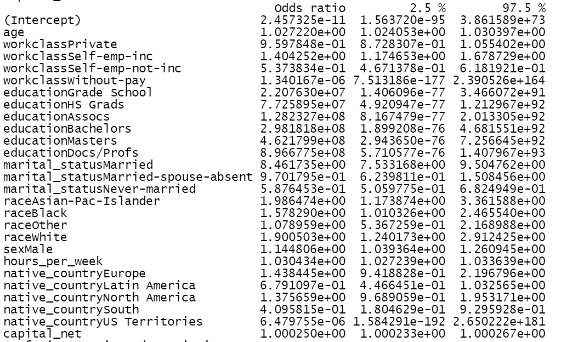 Odds ratio 2.5 % 97.5 %
(Intercept) 2.457325e-11 1.563720e-95 3.861589e+73
age 1.027220e+00 1.024053e+00 1.030397e+00
workclassPrivate 9.597848e-01 8.728307e-01 1.055402e+00
workclassSelf-emp-inc 1.404252e+00 1.174653e+00 1.678729e+00
workclassSelf-emp-not-inc 5.373834e-01 4.671378e-01 6.181921e-01
workclassWithout-pay 1.340167e-06 7.513186e-177 2.390526e+164
educationGrade School 2.207630e+07 1.406096e-77 3.466072e+91
educationHS Grads 7.725895e+07 4.920947e-77 1.212967e+92
educationAssocs 1.282327e+08 8.167479e-77 2.013305e+92
educationBachelors 2.981818e+08 1.899208e-76 4.681551e+92
educationMasters 4.621799e+08 2.943650e-76 7.256645e+92
educationDocs/Profs 8.966775e+08 5.710577e-76 1.407967e+93
marital_statusMarried 8.461735e+00 7.533168e+00 9.504762e+00
marital_statusMarried-spouse-absent 9.701795e-01 6.239811e-01 1.508456e+00
marital_statusNever-married 5.876453e-01 5.059775e-01 6.824949e-01
raceAsian-Pac-Islander 1.986474e+00 1.173874e+00 3.361588e+00
raceBlack 1.578290e+00 1.010326e+00 2.465540e+00
raceOther 1.078959e+00 5.367259e-01 2.168988e+00
raceWhite 1.900503e+00 1.240173e+00 2.912425e+00
sexMale 1.144806e+00 1.039364e+00 1.260945e+00
hours_per_week 1.030434e+00 1.027239e+00 1.033639e+00
native_countryEurope 1.438445e+00 9.418828e-01 2.196796e+00
native_countryLatin America 6.791097e-01 4.466451e-01 1.032565e+00
native_countryNorth America 1.375659e+00 9.689059e-01 1.953171e+00
native_countrySouth 4.095815e-01 1.804629e-01 9.295928e-01
native_countryUS Territories 6.479755e-06 1.584291e-192 2.650222e+181
capital_net 1.000250e+00 1.000233e+00 1.000267e+00